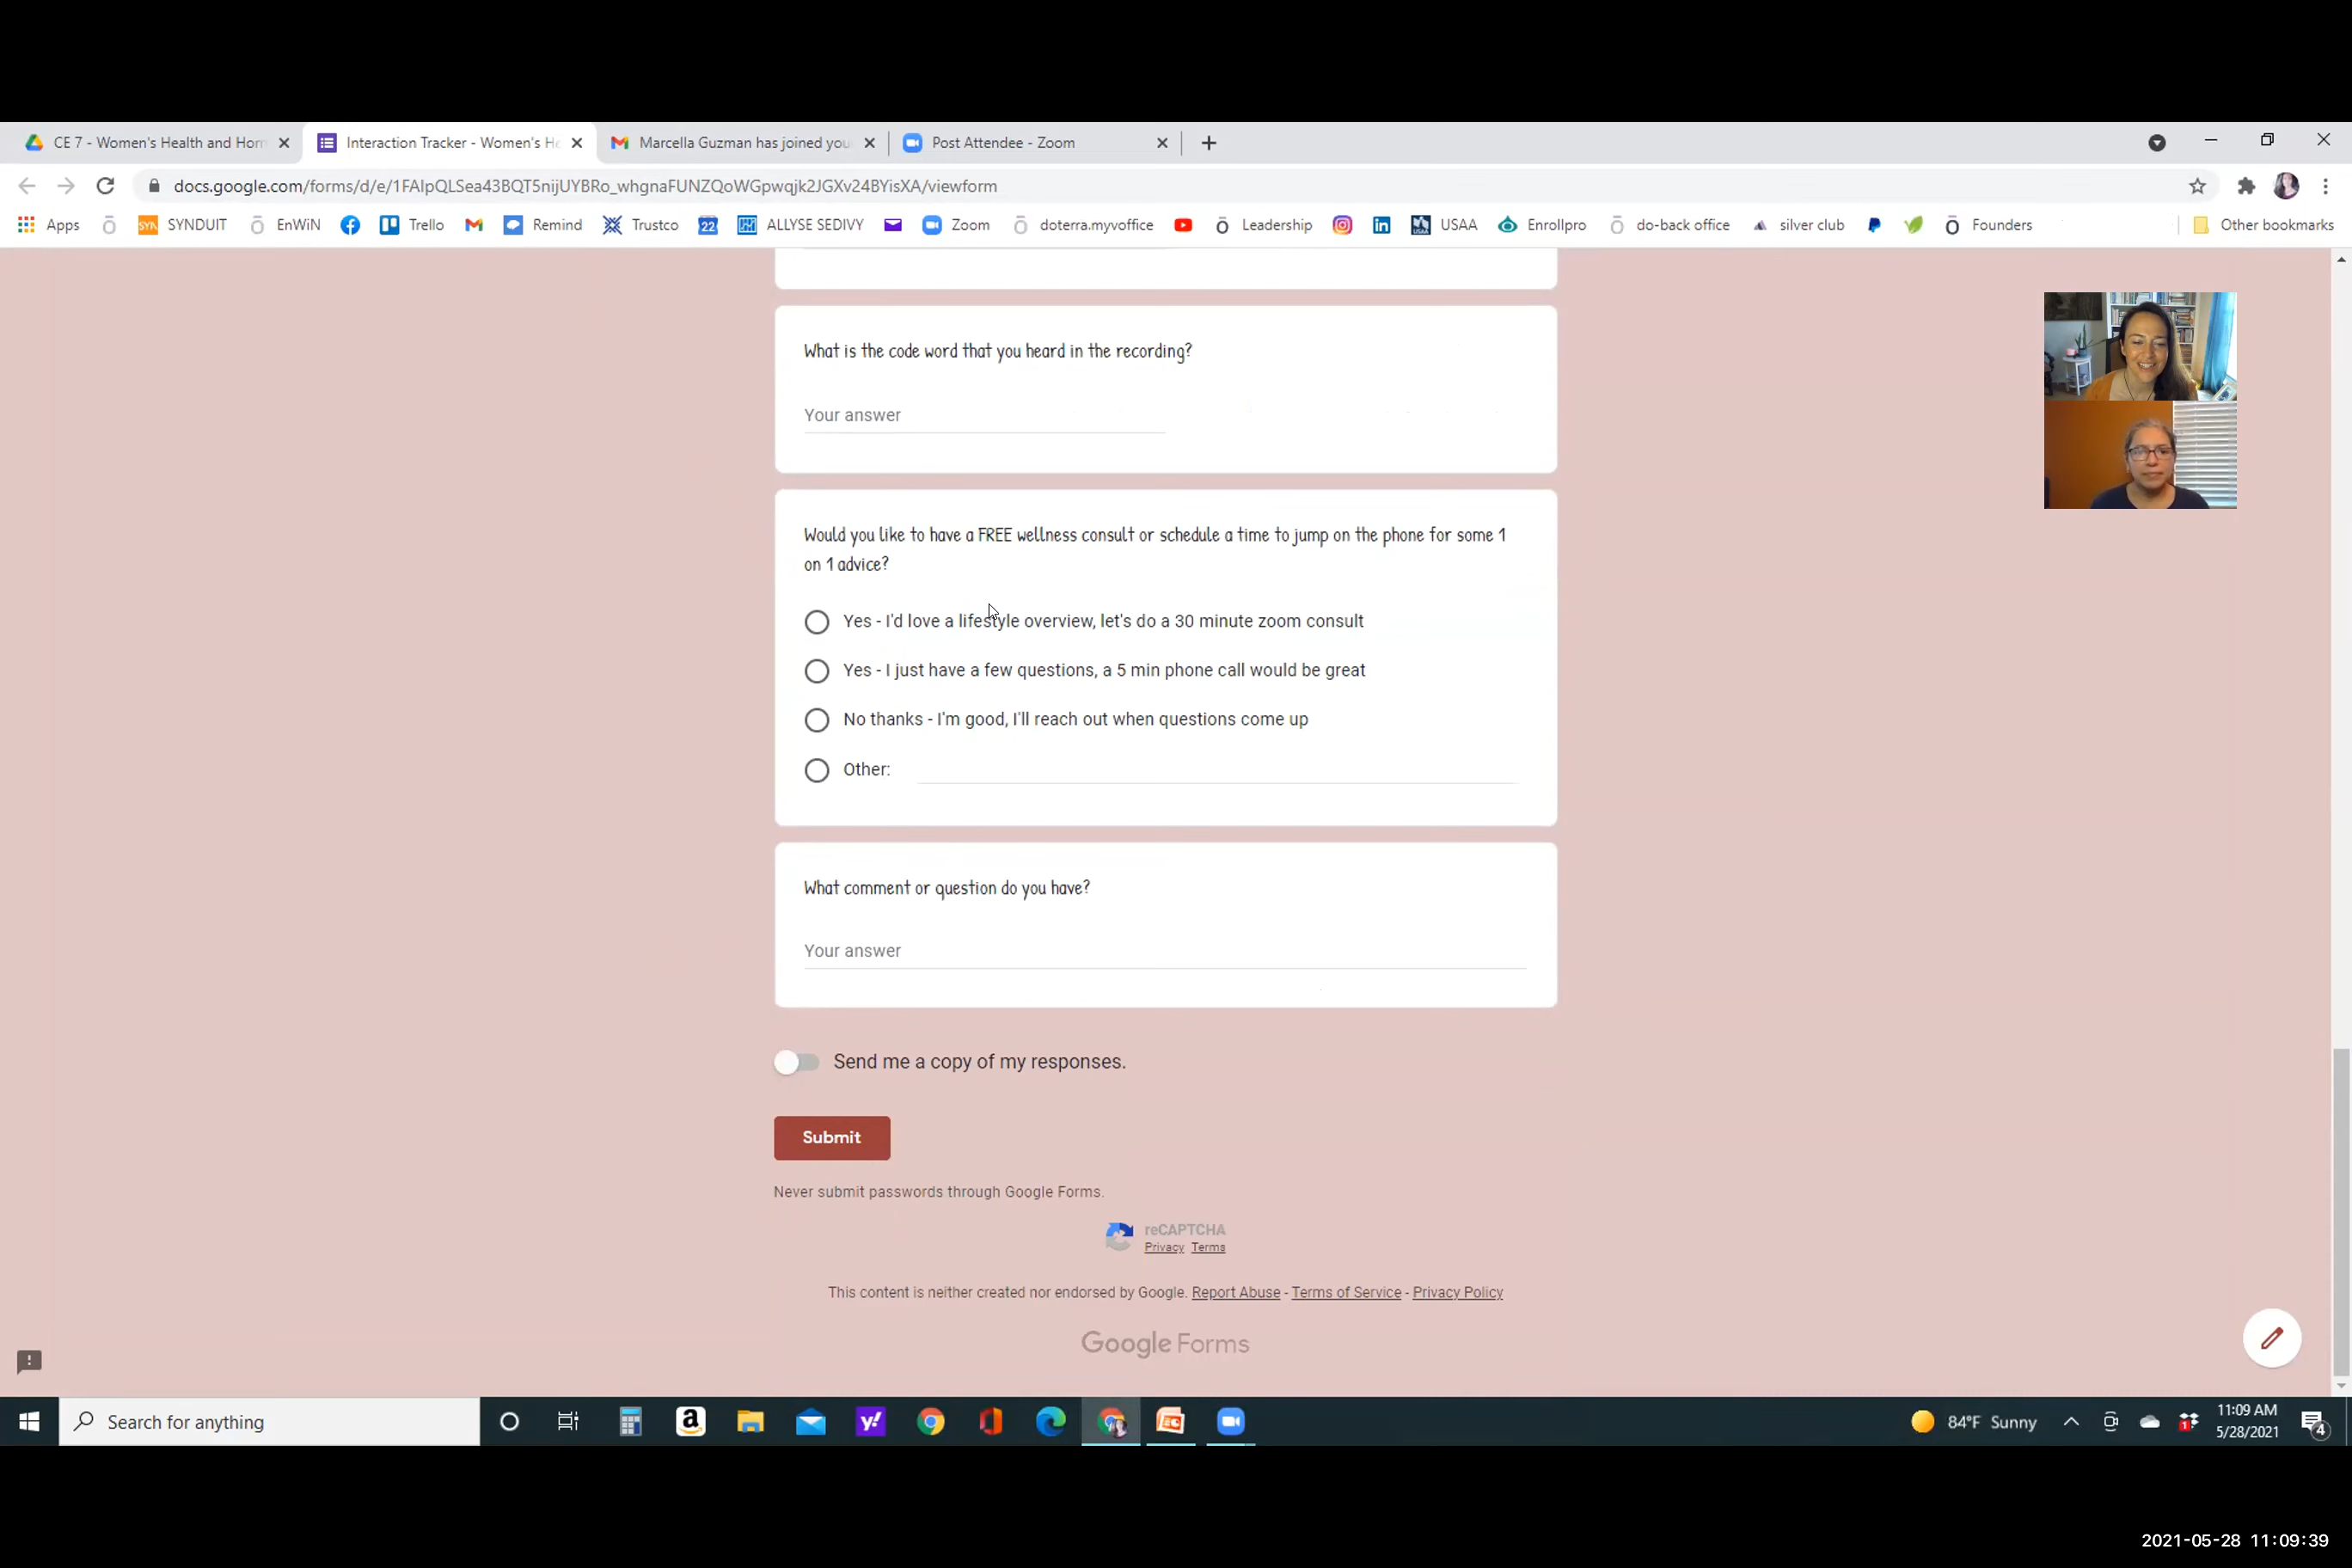 CE 7 - Women's Health and Horm
Interaction Tracker - Women's He
Marcella Guzman has joined you
Post Attendee - Zoom
docs.google.com/forms/d/e/1FAIpQLSea43BQT5nijUYBRo_whgnaFUNZQoWGpwqjk2JGXv24BYisXA/viewform
Apps
SYN SYNDUIT
EnWiN
Trello
Remind
Trustco
22
ALLYSE SEDIVY
Zoom
doterra.myvoffice
Leadership
USAA
Enrollpro
do-back office
silver club
Founders
Other bookmarks
What is the code word that you heard in the recording?
Your answer
Would you like to have a FREE wellness consult or schedule a time to jump on the phone for some 1
on 1 advice?
Yes - I'd love a lifestyle overview, let's do a 30 minute zoom consult
Yes - I just have a few questions, a 5 min phone call would be great
No thanks - I'm good, I'll reach out when questions come up
Other:
What comment or question do you have?
Your answer
Send me a copy of my responses.
Submit
Never submit passwords through Google Forms.
reCAPTCHA
Privacy Terms
This content is neither created nor endorsed by Google. Report Abuse - Terms of Service - Privacy Policy
Google Forms
Search for anything
84°F Sunny
11:09 AM
5/28/2021
4
2021-05-28 11:09:39